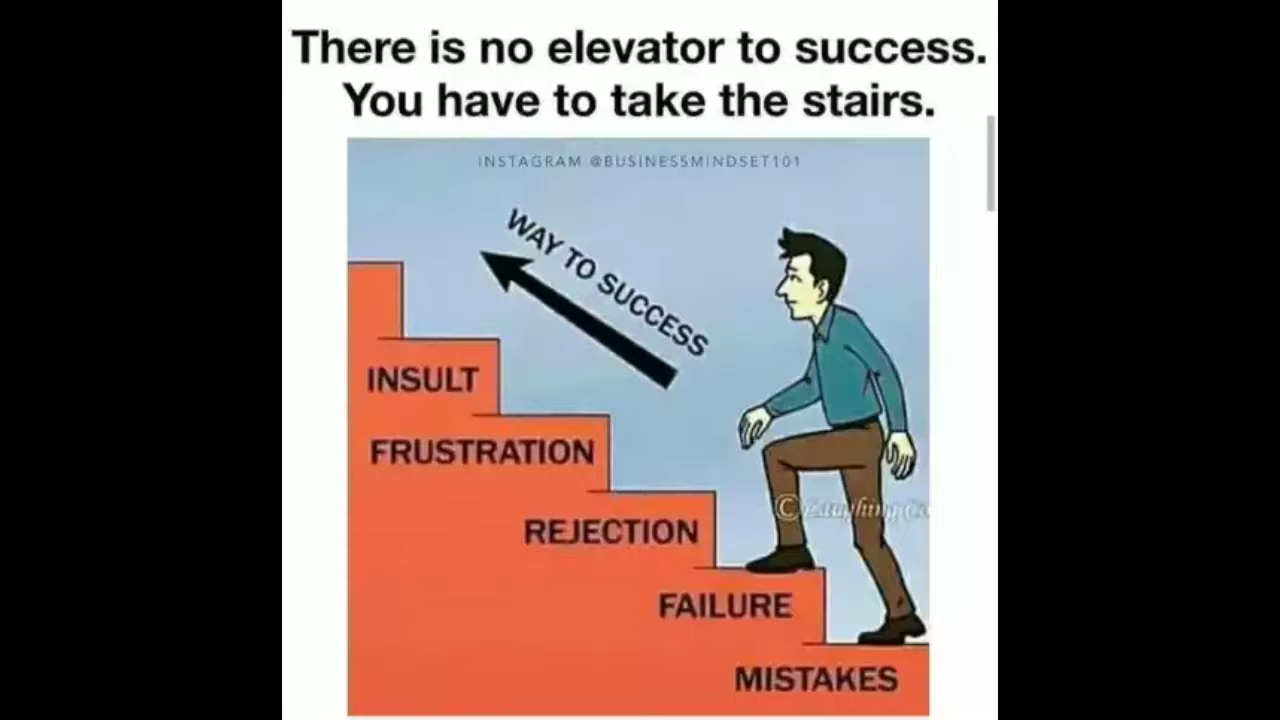 There is no elevator to success.
You have to take the stairs.
INSTAGRAM @BUSINESSMINDSET101
WAY TO SUCCESS
INSULT
FRUSTRATION
REJECTION
©
FAILURE
MISTAKES